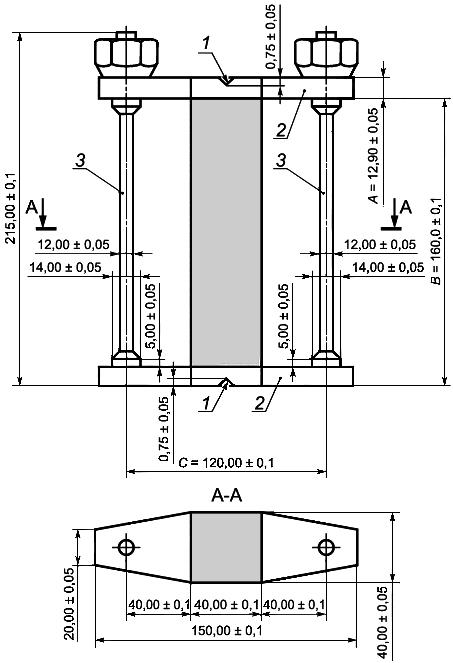 1
0,75 ± 0,05
2
A = 12,90 ± 0,05
3
3
215,00 ± 0,1
A
A
B = 160,0 ± 0,1
12,00 ± 0,05
12,00 ± 0,05
14,00 ± 0,05
14,00 ± 0,05
5,00 ± 0,05
5,00 ± 0,05
1
2
0,75 ± 0,05
C = 120,00 ± 0,1
A-A
20,00 ± 0,05
40,00 ± 0,1
40,00 ± 0,1
40,00 ± 0,1
40,00 ± 0,05
150,00 ± 0,1